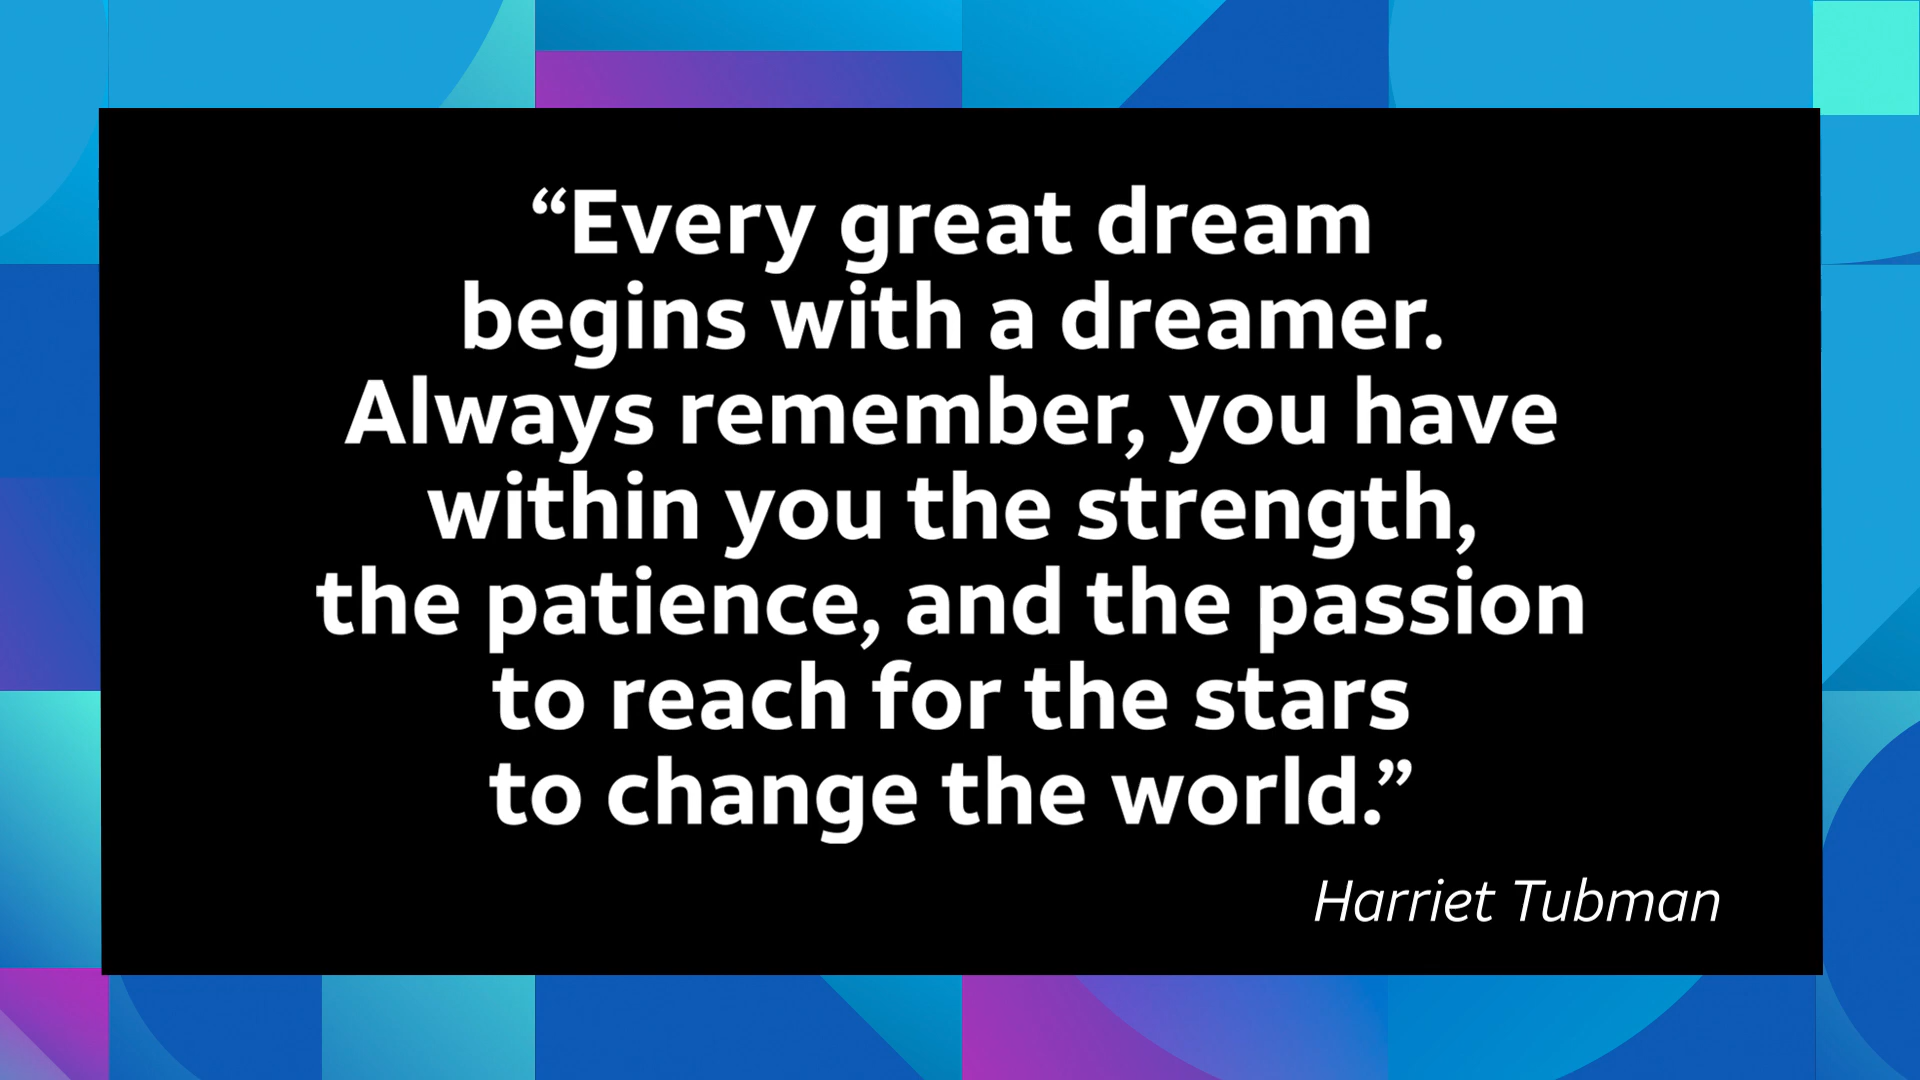 “Every great dream
begins with a dreamer.
Always remember, you have
within you the strength,
the patience, and the passion
to reach for the stars
to change the world.”
Harriet Tubman